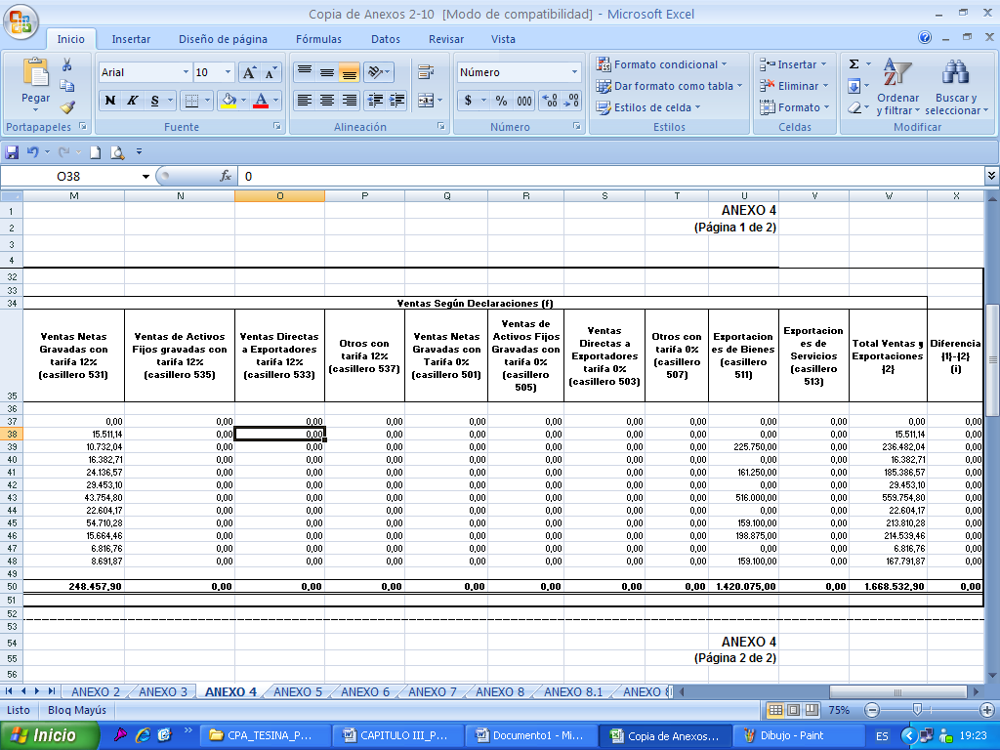 Copia de Anexos 2-10 [Modo de compatibilidad] - Microsoft Excel
Inicio Insertar Diseño de página Fórmulas Datos Revisar Vista
Pegar
Portapapeles
Arial 10
N K S
Fuente
Alineación
Número
$ % 000
Número
Formato condicional
Dar formato como tabla
Estilos de celda
Estilos
Insertar
Eliminar
Formato
Celdas
Σ
Ordenar y filtrar
Buscar y seleccionar
Modificar
O38 fx 0
M N O P Q R S T U V W X
1 ANEXO 4
2 (Página 1 de 2)
3
4
32
33
34 Ventas Según Declaraciones (f)
35
Ventas Netas Gravadas con tarifa 12% (casillero 531)
Ventas de Activos Fijos gravadas con tarifa 12% (casillero 535)
Ventas Directas a Exportadores tarifa 12% (casillero 533)
Otros con tarifa 12% (casillero 537)
Ventas Netas Gravadas con Tarifa 0% (casillero 501)
Ventas de Activos Fijos Gravadas con tarifa 0% (casillero 505)
Ventas Directas a Exportadores tarifa 0% (casillero 503)
Otros con tarifa 0% (casillero 507)
Exportaciones de Bienes (casillero 511)
Exportaciones de Servicios (casillero 513)
Total Ventas y Exportaciones {2}
Diferencia {1}-{2} (i)
36
37 0,00 0,00 0,00 0,00 0,00 0,00 0,00 0,00 0,00 0,00 0,00 0,00
38 15.511,14 0,00 0,00 0,00 0,00 0,00 0,00 0,00 0,00 0,00 15.511,14 0,00
39 10.732,04 0,00 0,00 0,00 0,00 0,00 0,00 0,00 225.750,00 0,00 236.482,04 0,00
40 16.382,71 0,00 0,00 0,00 0,00 0,00 0,00 0,00 0,00 0,00 16.382,71 0,00
41 24.136,57 0,00 0,00 0,00 0,00 0,00 0,00 0,00 161.250,00 0,00 185.386,57 0,00
42 29.453,10 0,00 0,00 0,00 0,00 0,00 0,00 0,00 0,00 0,00 29.453,10 0,00
43 43.754,80 0,00 0,00 0,00 0,00 0,00 0,00 0,00 516.000,00 0,00 559.754,80 0,00
44 22.604,17 0,00 0,00 0,00 0,00 0,00 0,00 0,00 0,00 0,00 22.604,17 0,00
45 54.710,28 0,00 0,00 0,00 0,00 0,00 0,00 0,00 159.100,00 0,00 213.810,28 0,00
46 15.664,46 0,00 0,00 0,00 0,00 0,00 0,00 0,00 198.875,00 0,00 214.539,46 0,00
47 6.816,76 0,00 0,00 0,00 0,00 0,00 0,00 0,00 0,00 0,00 6.816,76 0,00
48 8.691,87 0,00 0,00 0,00 0,00 0,00 0,00 0,00 159.100,00 0,00 167.791,87 0,00
49
50 248.457,90 0,00 0,00 0,00 0,00 0,00 0,00 0,00 1.420.075,00 0,00 1.668.532,90 0,00
51
52
53
54 ANEXO 4
55 (Página 2 de 2)
56
ANEXO 2 ANEXO 3 ANEXO 4 ANEXO 5 ANEXO 6 ANEXO 7 ANEXO 8 ANEXO 8.1 ANEXO 8
Listo Bloq Mayús 75%
Inicio CPA_TESINA_P... CAPITULO III_P... Documento1 - Mi... Copia de Anexos... Dibujo - Paint ES 19:23